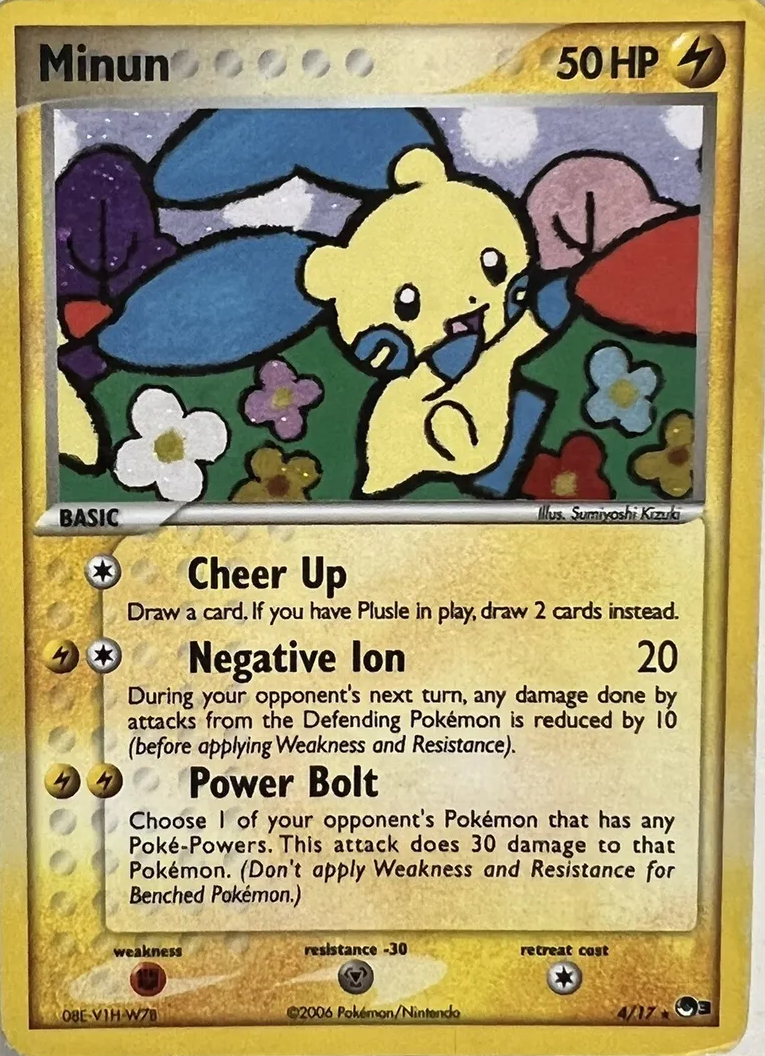 Minun 50 HP
BASIC
Illus. Sumiyoshi Kizuki
Cheer Up
Draw a card. If you have Plusle in play, draw 2 cards instead.
Negative Ion 20
During your opponent's next turn, any damage done by
attacks from the Defending Pokémon is reduced by 10
(before applying Weakness and Resistance).
Power Bolt
Choose 1 of your opponent's Pokémon that has any
Poké-Powers. This attack does 30 damage to that
Pokémon. (Don't apply Weakness and Resistance for
Benched Pokémon.)
weakness resistance -30 retreat cost
©2006 Pokémon/Nintendo 4/17 ★ 3